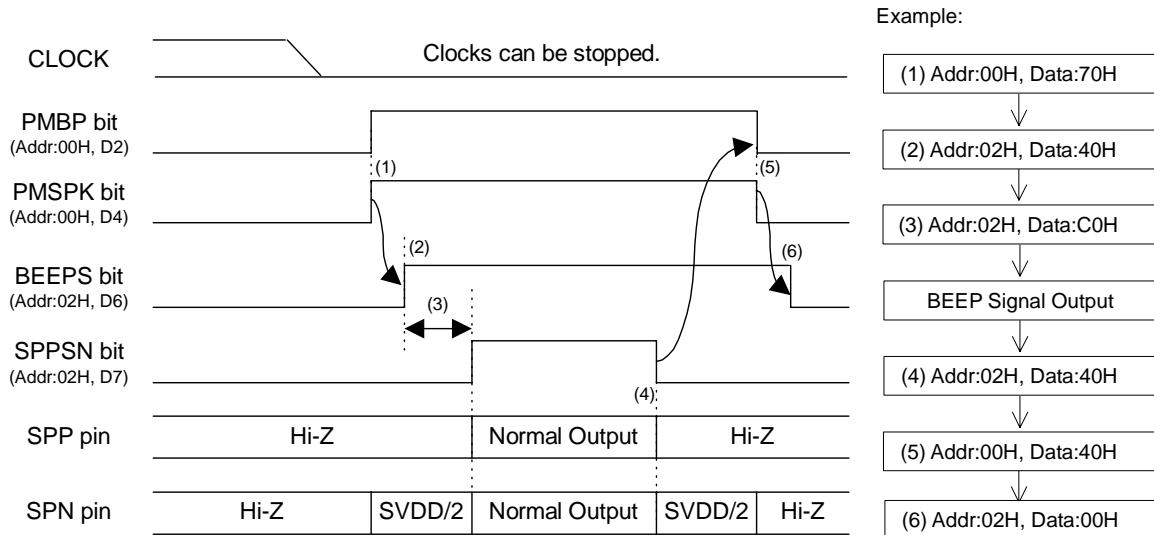 Example:
CLOCK
Clocks can be stopped.
PMBP bit
(Addr:00H, D2)
(1)
(5)
PMSPK bit
(Addr:00H, D4)
(2)
(6)
BEEPS bit
(Addr:02H, D6)
(3)
SPPSN bit
(Addr:02H, D7)
(4)
SPP pin
Hi-Z
Normal Output
Hi-Z
SPN pin
Hi-Z
SVDD/2
Normal Output
SVDD/2
Hi-Z
(1) Addr:00H, Data:70H
(2) Addr:02H, Data:40H
(3) Addr:02H, Data:C0H
BEEP Signal Output
(4) Addr:02H, Data:40H
(5) Addr:00H, Data:40H
(6) Addr:02H, Data:00H